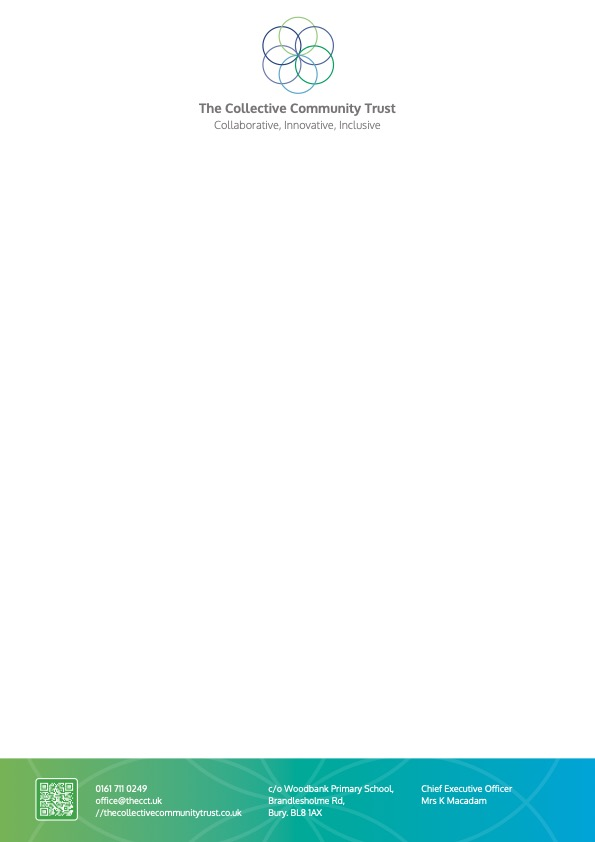 The Collective Community Trust
Collaborative, Innovative, Inclusive
0161 711 0249
office@thecct.uk
//thecollectivecommunitytrust.co.uk
c/o Woodbank Primary School,
Brandlesholme Rd,
Bury. BL8 1AX
Chief Executive Officer
Mrs K Macadam